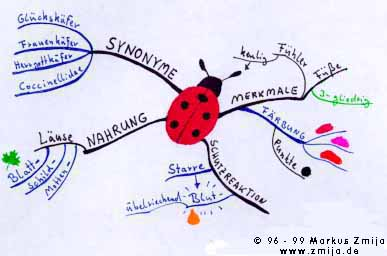 Glückskäfer
Frauenkäfer
Herrgottkäfer
Coccinellidae
SYNONYME
keulig
Fühler
Füße
3-gliedrig
MERKMALE
FÄRBUNG
Punkte
Läuse
NAHRUNG
Blatt-
Schild-
Motten-
SCHUTZREAKTION
Starre
übelriechend
Blut
© 96 - 99 Markus Zmija
www.zmija.de